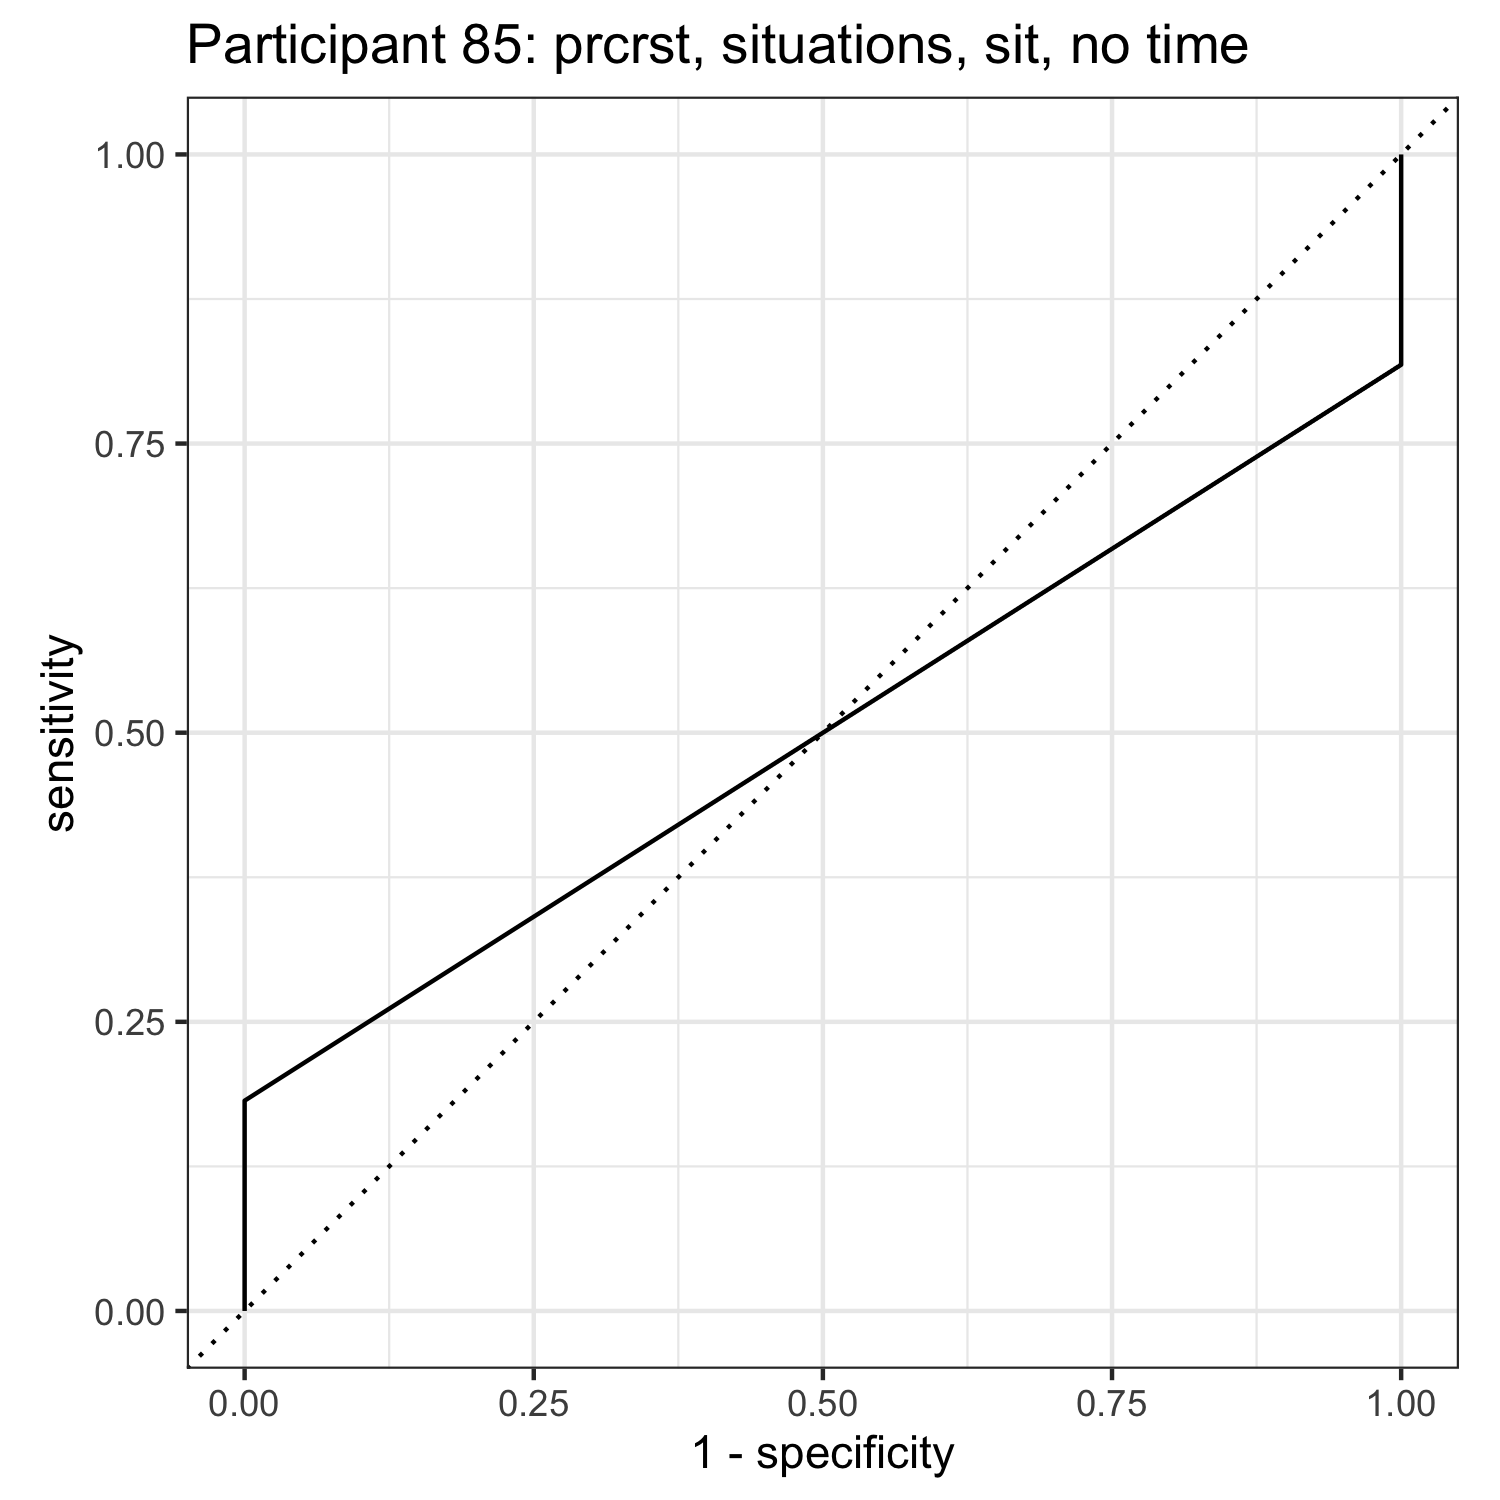 Participant 85: prcrst, situations, sit, no time
1.00
0.75
0.50
0.25
0.00
sensitivity
0.00 0.25 0.50 0.75 1.00
1 - specificity